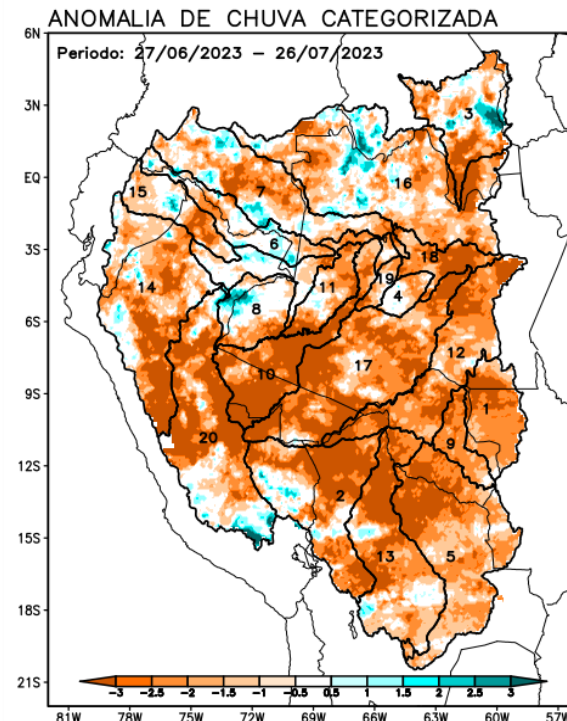 ANOMALIA DE CHUVA CATEGORIZADA
Periodo: 27/06/2023 – 26/07/2023
6N
3N
3
EQ
15
7
16
3S
6
18
14
11
19
4
8
6S
17
12
10
9S
1
20
9
12S
2
15S
13
5
18S
21S
-3 -2.5 -2 -1.5 -1 -0.5 0.5 1 1.5 2 2.5 3
81W 78W 75W 72W 69W 66W 63W 60W 57W